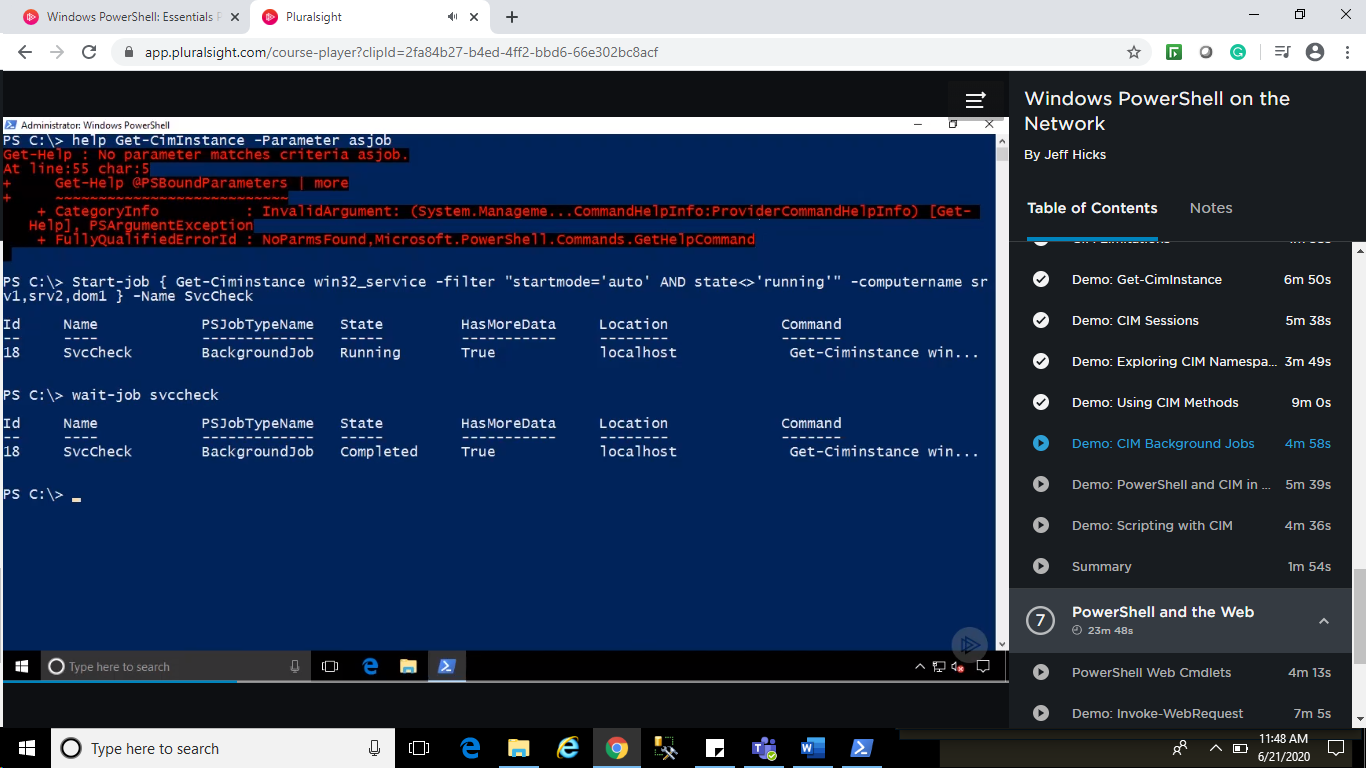 Windows PowerShell: Essentials P
Pluralsight
app.pluralsight.com/course-player?clipId=2fa84b27-b4ed-4ff2-bbd6-66e302bc8acf
Administrator: Windows PowerShell
PS C:\> help Get-CimInstance -Parameter asjob
Get-Help : No parameter matches criteria asjob.
At line:55 char:5
+     Get-Help @PSBoundParameters | more
+     ~~~~~~~~~~~~~~~~~~~~~~~~~~~
    + CategoryInfo          : InvalidArgument: (System.Manageme...CommandHelpInfo:ProviderCommandHelpInfo) [Get-
   Help], PSArgumentException
    + FullyQualifiedErrorId : NoParmsFound,Microsoft.PowerShell.Commands.GetHelpCommand
PS C:\> Start-job { Get-Ciminstance win32_service -filter "startmode='auto' AND state<>'running'" -computername sr
v1,srv2,dom1 } -Name SvcCheck
Id     Name            PSJobTypeName   State         HasMoreData     Location             Command
--     ----            -------------   -----         -----------     --------             -------
18     SvcCheck        BackgroundJob   Running       True            localhost             Get-Ciminstance win...
PS C:\> wait-job svccheck
Id     Name            PSJobTypeName   State         HasMoreData     Location             Command
--     ----            -------------   -----         -----------     --------             -------
18     SvcCheck        BackgroundJob   Completed     True            localhost             Get-Ciminstance win...
PS C:\>
Type here to search
Windows PowerShell on the
Network
By Jeff Hicks
Table of Contents
Notes
Demo: Get-CimInstance 6m 50s
Demo: CIM Sessions 5m 38s
Demo: Exploring CIM Namespa... 3m 49s
Demo: Using CIM Methods 9m 0s
Demo: CIM Background Jobs 4m 58s
Demo: PowerShell and CIM in ... 5m 39s
Demo: Scripting with CIM 4m 36s
Summary 1m 54s
7 PowerShell and the Web
23m 48s
PowerShell Web Cmdlets 4m 13s
Demo: Invoke-WebRequest 7m 5s
Type here to search
11:48 AM
6/21/2020